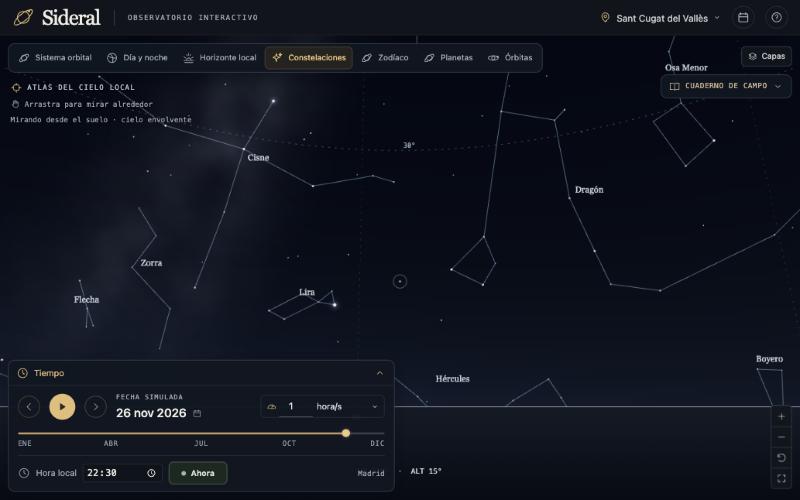 Sideral
OBSERVATORIO INTERACTIVO
Sant Cugat del Vallès
Sistema orbital
Día y noche
Horizonte local
Constelaciones
Zodíaco
Planetas
Órbitas
Capas
Osa Menor
CUADERNO DE CAMPO
ATLAS DEL CIELO LOCAL
Arrastra para mirar alrededor
Mirando desde el suelo · cielo envolvente
30°
Cisne
Dragón
Zorra
Flecha
Lira
Hércules
Boyero
Tiempo
FECHA SIMULADA
26 nov 2026
1 hora/s
ENE ABR JUL OCT DIC
Hora local 22:30 Ahora Madrid
· ALT 15°